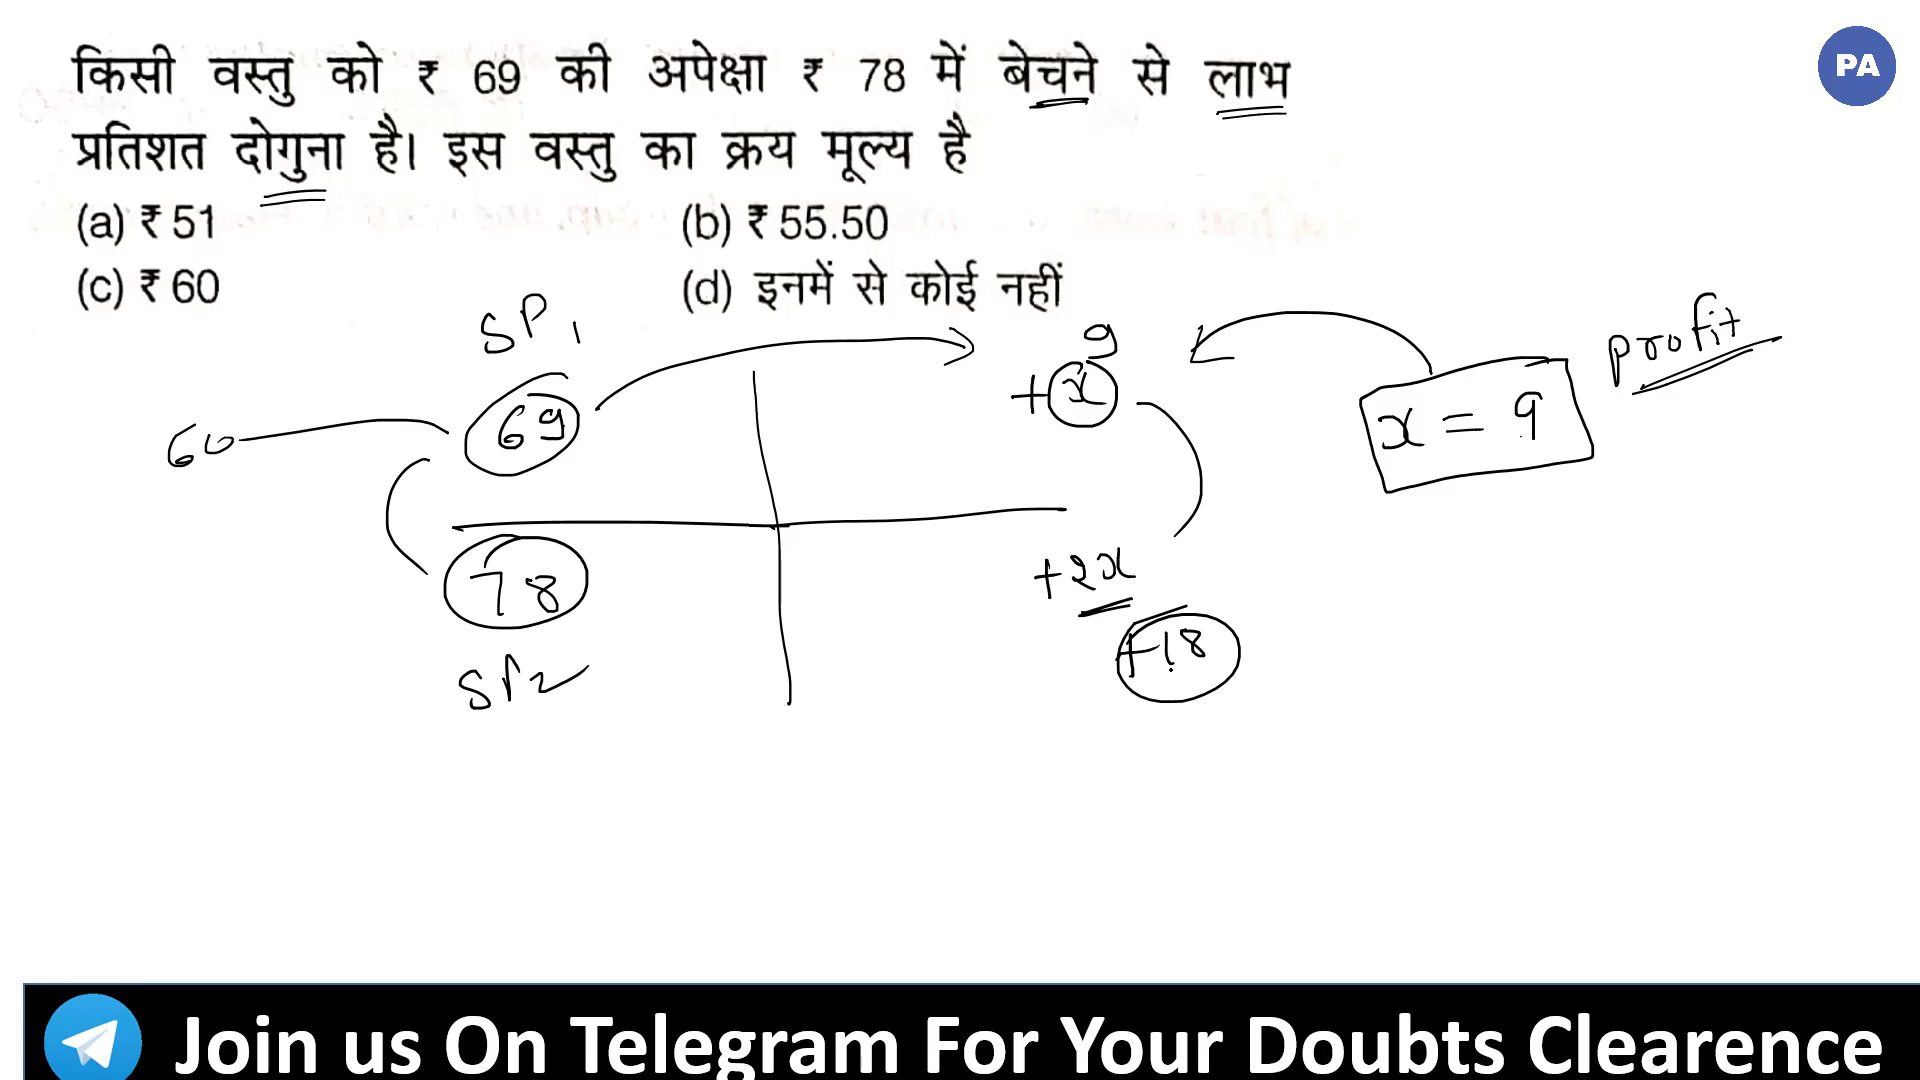 किसी वस्तु को ₹ 69 की अपेक्षा ₹ 78 में बेचने से लाभ
प्रतिशत दोगुना है। इस वस्तु का क्रय मूल्य है
(a) ₹ 51 (b) ₹ 55.50
(c) ₹ 60 (d) इनमें से कोई नहीं
PA
SP1
60 69 +x 9
x = 9 profit
78 +2x
+18
SP2
Join us On Telegram For Your Doubts Clearence